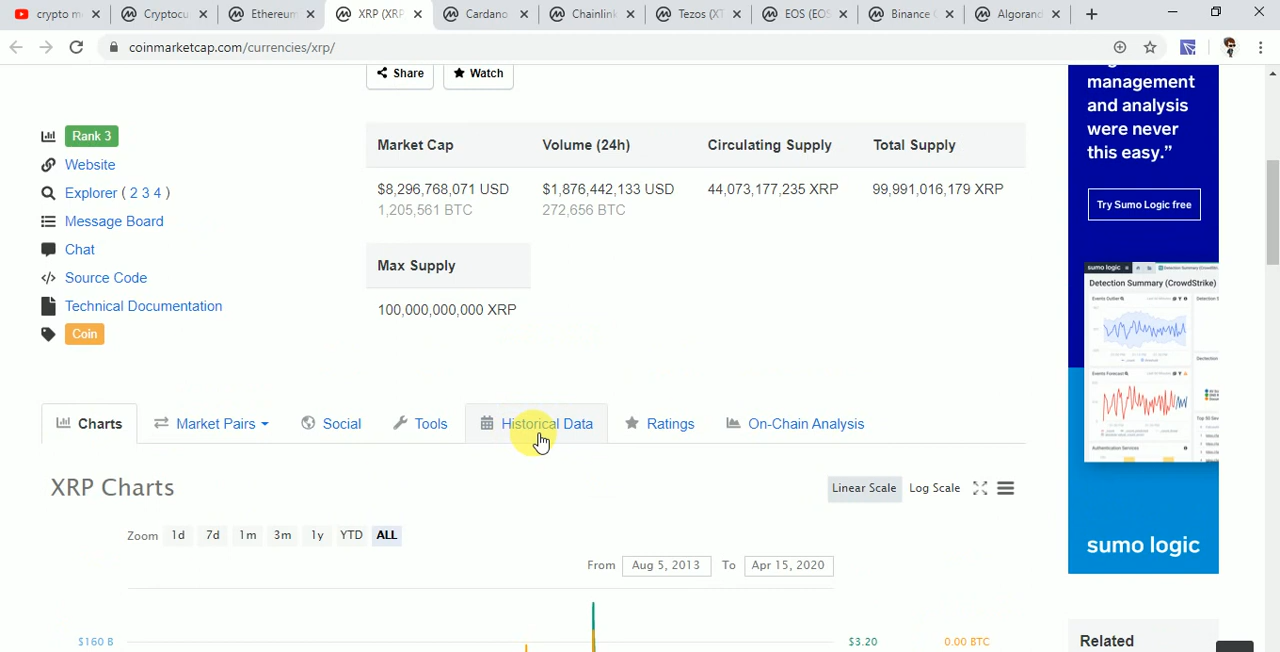 crypto m
Cryptocu
Ethereum
XRP (XRP
Cardano
Chainlink
Tezos (XT
EOS (EOS
Binance
Algorand
coinmarketcap.com/currencies/xrp/
Share
Watch
Rank 3
Website
Explorer ( 2 3 4 )
Message Board
Chat
Source Code
Technical Documentation
Coin
Market Cap Volume (24h) Circulating Supply Total Supply
$8,296,768,071 USD $1,876,442,133 USD 44,073,177,235 XRP 99,991,016,179 XRP
1,205,561 BTC 272,656 BTC
Max Supply
100,000,000,000 XRP
Charts Market Pairs Social Tools Historical Data Ratings On-Chain Analysis
XRP Charts
Linear Scale Log Scale
Zoom 1d 7d 1m 3m 1y YTD ALL
From Aug 5, 2013 To Apr 15, 2020
$160 B $3.20 0.00 BTC
management
and analysis
were never
this easy.”
Try Sumo Logic free
sumo logic
Detection Summary (CrowdStrike)
sumo logic
Related